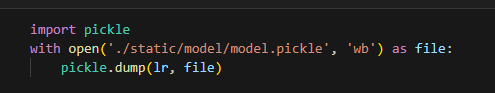 import pickle
with open('./static/model/model.pickle', 'wb') as file:
    pickle.dump(lr, file)